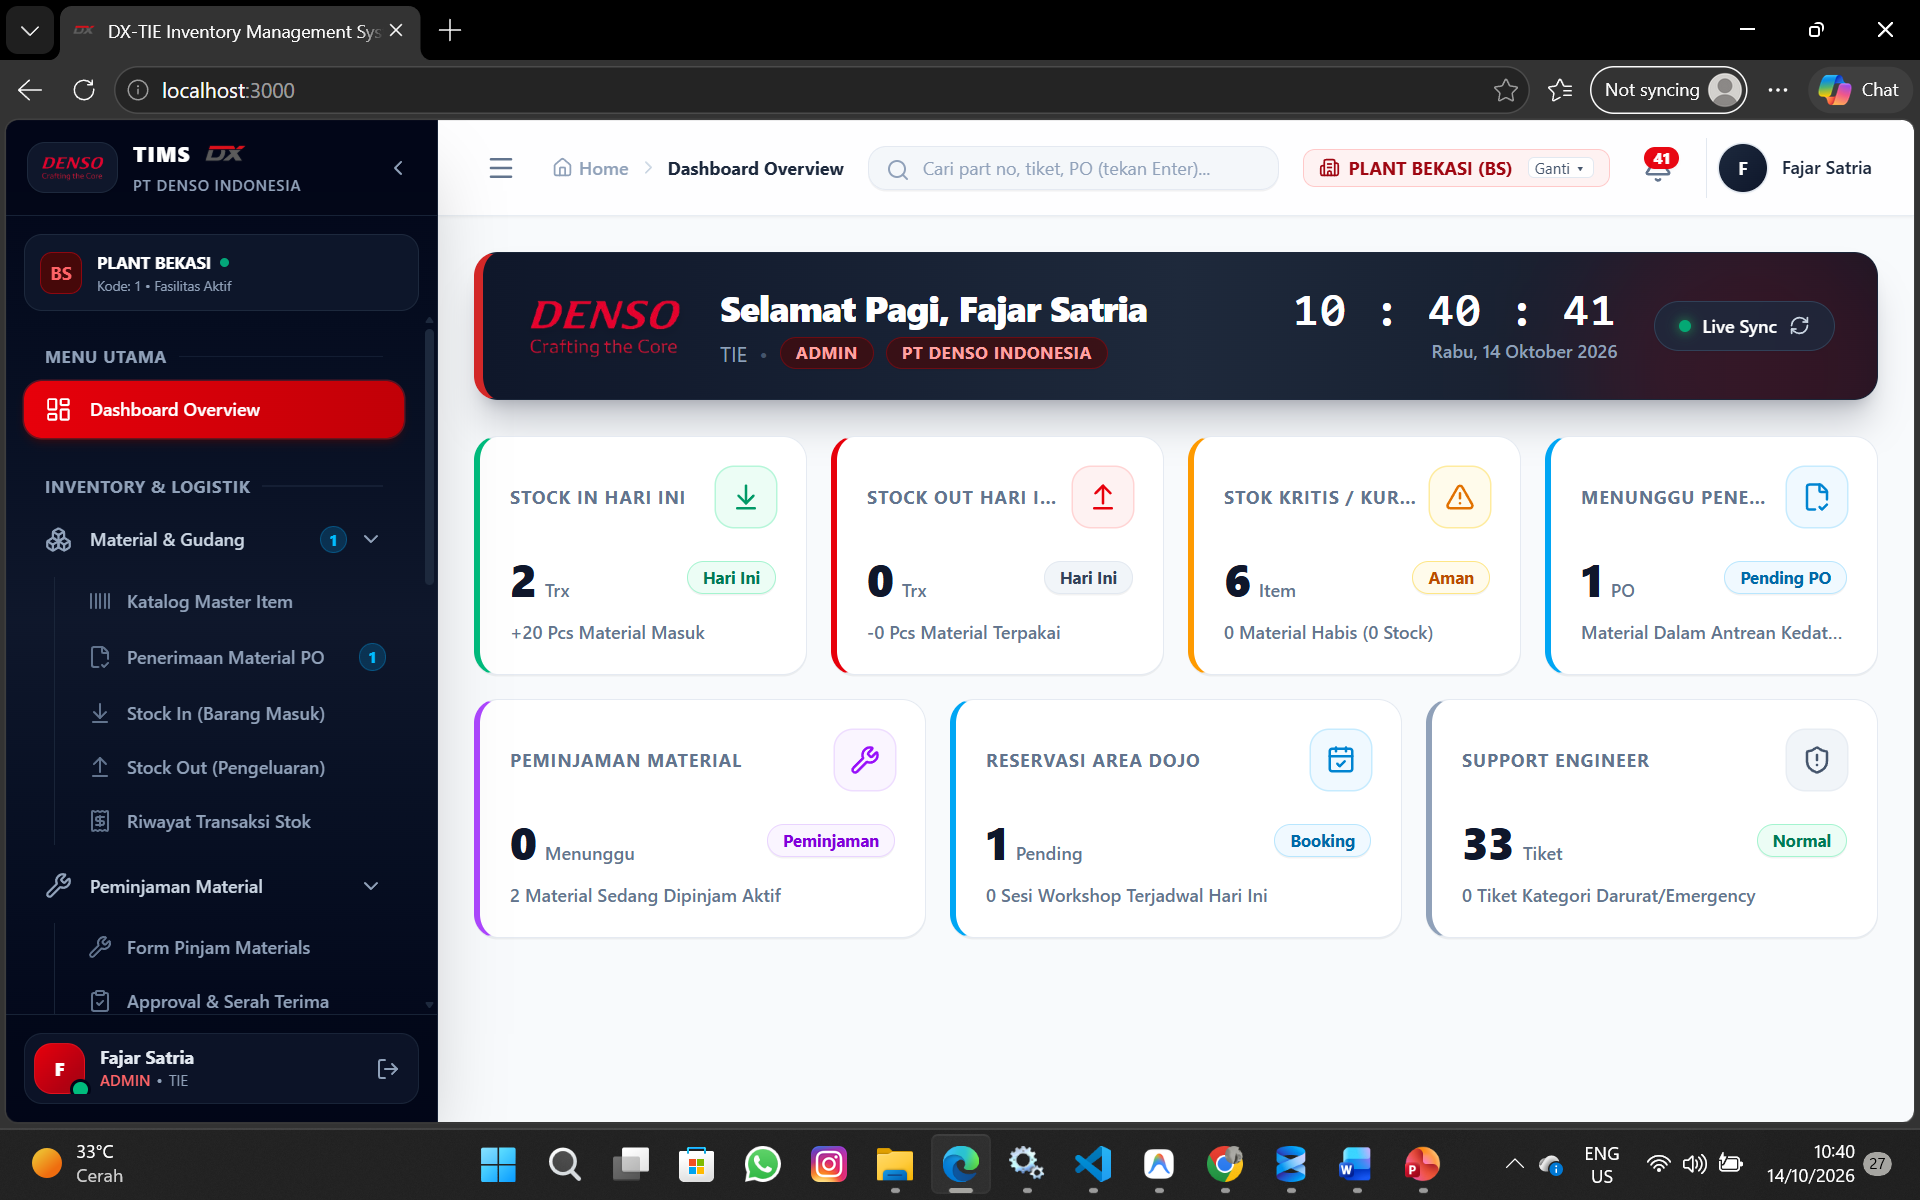 DX-TIE Inventory Management Sys
localhost:3000
Not syncing
Chat
DENSO
Crafting the Core
TIMS DX
PT DENSO INDONESIA
Home
Dashboard Overview
Cari part no, tiket, PO (tekan Enter)...
PLANT BEKASI (BS)
Ganti
41
F
Fajar Satria
BS
PLANT BEKASI
Kode: 1 • Fasilitas Aktif
MENU UTAMA
Dashboard Overview
INVENTORY & LOGISTIK
Material & Gudang
1
Katalog Master Item
Penerimaan Material PO
1
Stock In (Barang Masuk)
Stock Out (Pengeluaran)
Riwayat Transaksi Stok
Peminjaman Material
Form Pinjam Materials
Approval & Serah Terima
F
Fajar Satria
ADMIN • TIE
DENSO
Crafting the Core
Selamat Pagi, Fajar Satria
TIE • ADMIN PT DENSO INDONESIA
10 : 40 : 41
Rabu, 14 Oktober 2026
Live Sync
STOCK IN HARI INI
2 Trx
Hari Ini
+20 Pcs Material Masuk
STOCK OUT HARI I...
0 Trx
Hari Ini
-0 Pcs Material Terpakai
STOK KRITIS / KUR...
6 Item
Aman
0 Material Habis (0 Stock)
MENUNGGU PENE...
1 PO
Pending PO
Material Dalam Antrean Kedat...
PEMINJAMAN MATERIAL
0 Menunggu
Peminjaman
2 Material Sedang Dipinjam Aktif
RESERVASI AREA DOJO
1 Pending
Booking
0 Sesi Workshop Terjadwal Hari Ini
SUPPORT ENGINEER
33 Tiket
Normal
0 Tiket Kategori Darurat/Emergency
33°C
Cerah
ENG
US
10:40
14/10/2026
27